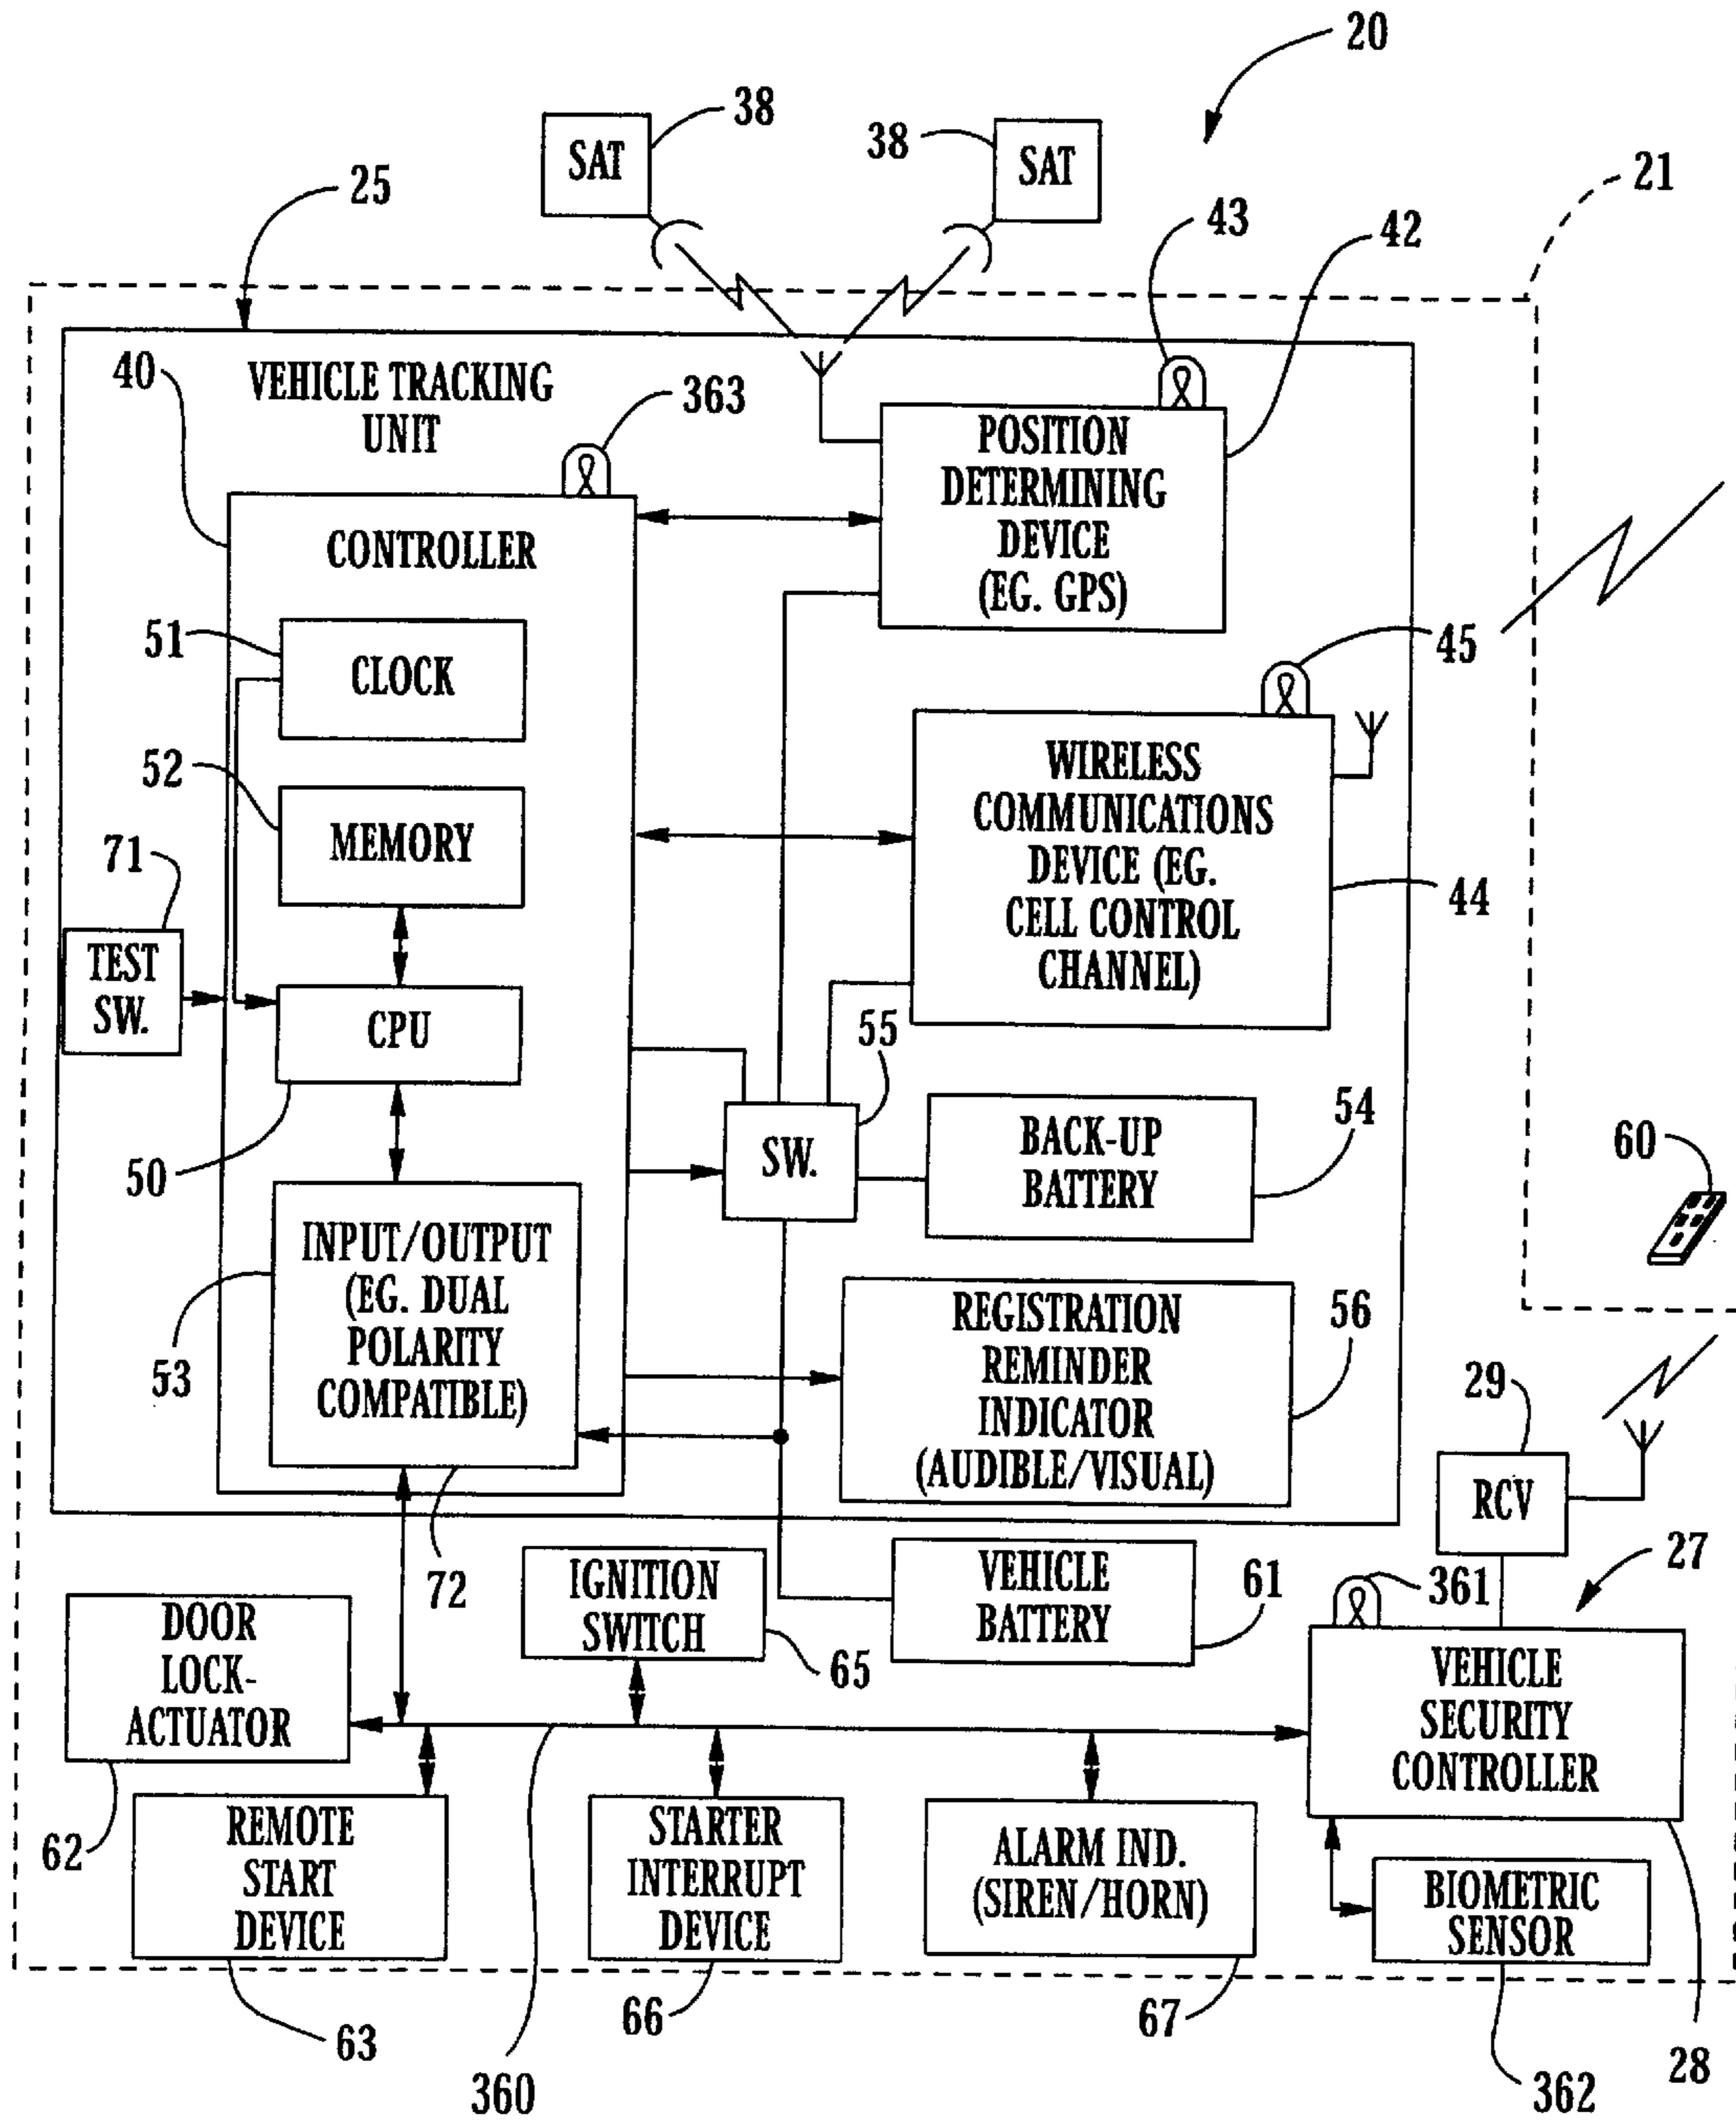 20
38
SAT
38
SAT
21
25
43
42
40
VEHICLE TRACKING
UNIT
363
POSITION
DETERMINING
DEVICE
(EG. GPS)
CONTROLLER
51
CLOCK
45
52
MEMORY
WIRELESS
COMMUNICATIONS
DEVICE (EG.
CELL CONTROL
CHANNEL)
44
71
TEST
SW.
CPU
55
50
SW.
BACK-UP
BATTERY
54
60
INPUT/OUTPUT
(EG. DUAL
POLARITY
COMPATIBLE)
53
REGISTRATION
REMINDER
INDICATOR
(AUDIBLE/VISUAL)
56
29
RCV
72
IGNITION
SWITCH
65
VEHICLE
BATTERY
61
361
27
DOOR
LOCK-
ACTUATOR
62
VEHICLE
SECURITY
CONTROLLER
REMOTE
START
DEVICE
STARTER
INTERRUPT
DEVICE
ALARM IND.
(SIREN/HORN)
BIOMETRIC
SENSOR
63
360
66
67
362
28